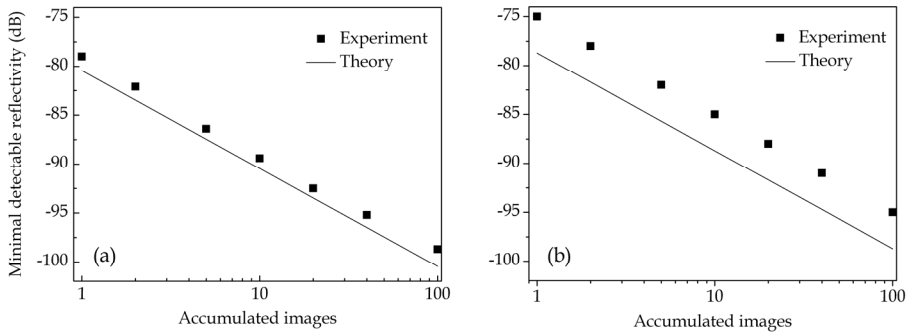 Minimal detectable reflectivity (dB)
-75
-80
-85
-90
-95
-100
Experiment
Theory
(a)
1
10
100
Accumulated images
-75
-80
-85
-90
-95
-100
Experiment
Theory
(b)
1
10
100
Accumulated images